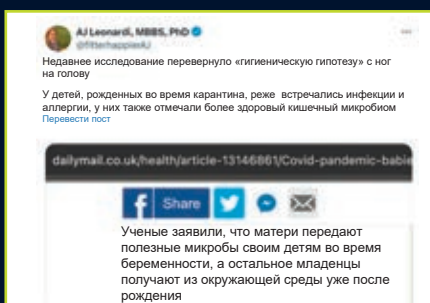 AJ Leonardi, MBBS, PhD
@fitterhappierAJ
Недавнее исследование перевернуло «гигиеническую гипотезу» с ног
на голову
У детей, рожденных во время карантина, реже встречались инфекции и
аллергии, у них также отмечали более здоровый кишечный микробиом
Перевести пост
dailymail.co.uk/health/article-13146861/Covid-pandemic-babie
f Share
Ученые заявили, что матери передают
полезные микробы своим детям во время
беременности, а остальное младенцы
получают из окружающей среды уже после
рождения